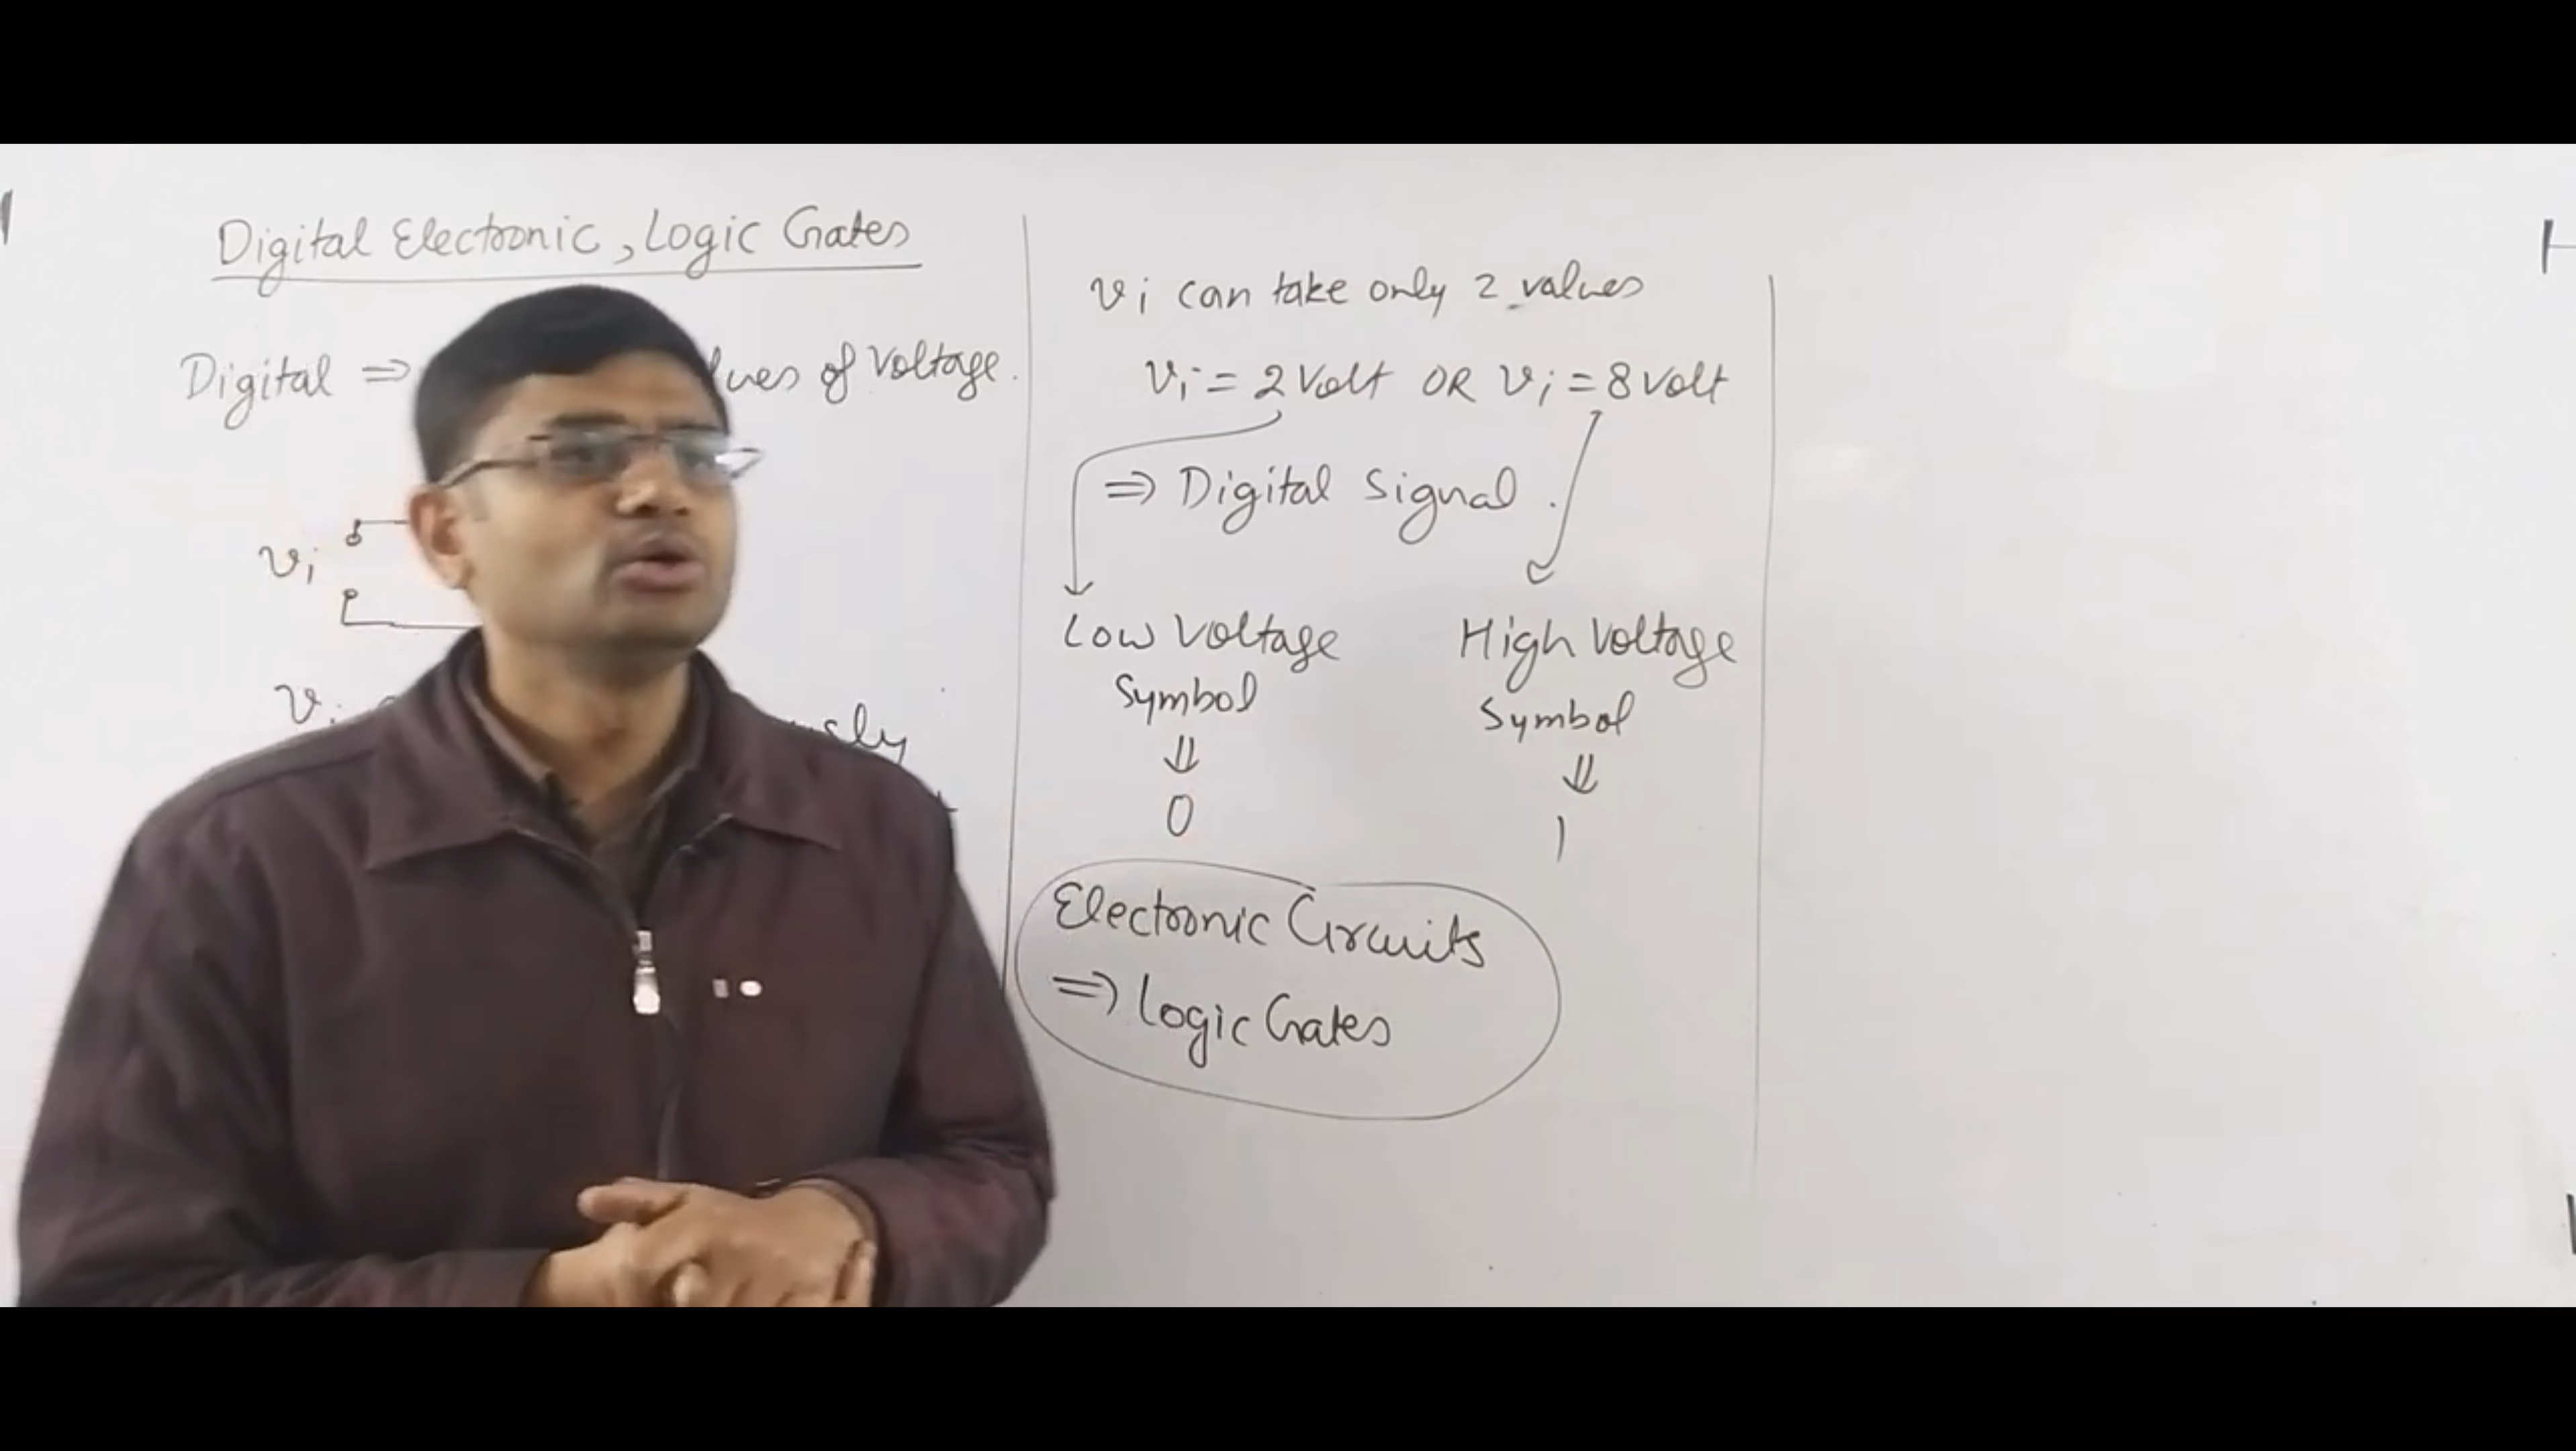 Digital Electronic, Logic Gates
Digital ⇒ of Voltage.
vi
vi can take only 2 values
vi = 2 Volt OR vi = 8 Volt
⇒ Digital Signal.
Low Voltage
Symbol
⇓
0
High Voltage
Symbol
⇓
1
Electronic Circuits
⇒ Logic Gates